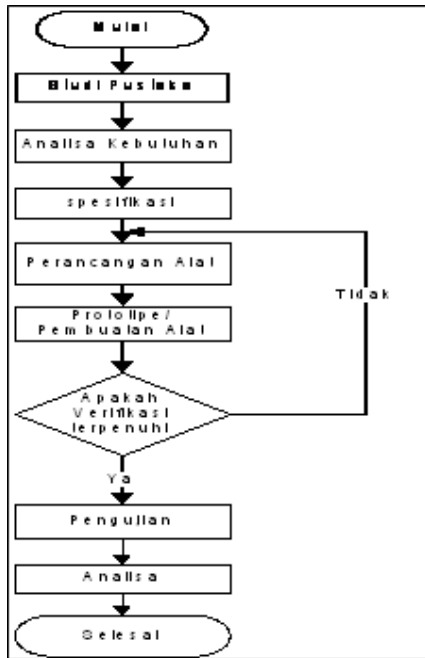 Mulai
Studi Pustaka
Analisa Kebutuhan
spesifikasi
Perancangan Alat
Tidak
Prototipe/
Pembuatan Alat
Apakah
Verifikasi
terpenuhi
Ya
Pengujian
Analisa
Selesai